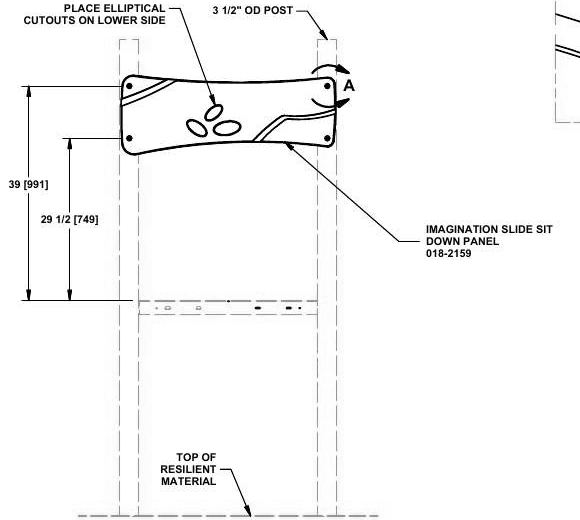 PLACE ELLIPTICAL
CUTOUTS ON LOWER SIDE
3 1/2" OD POST
A
39 [991]
29 1/2 [749]
IMAGINATION SLIDE SIT
DOWN PANEL
018-2159
TOP OF
RESILIENT
MATERIAL